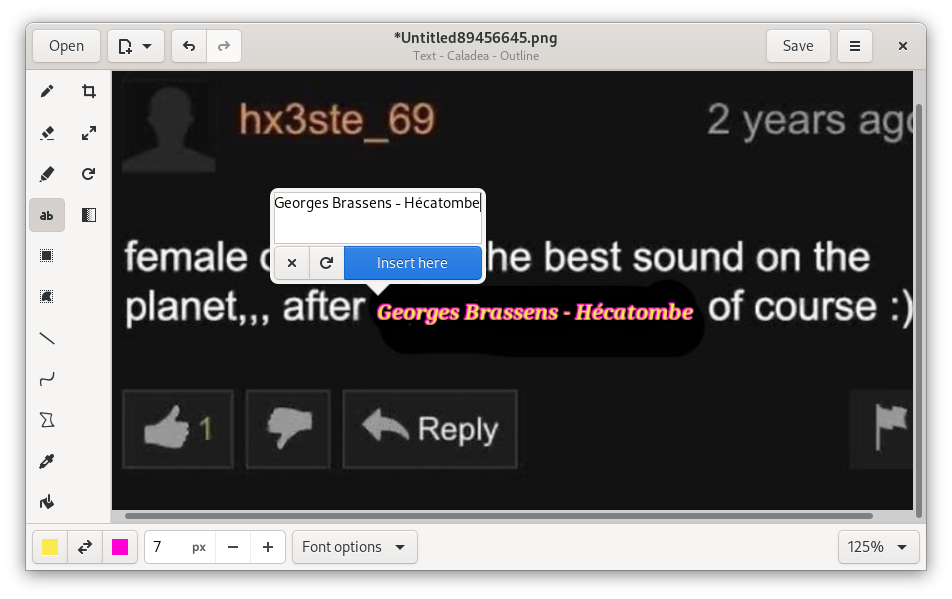 Open
*Untitled89456645.png
Text - Caladea - Outline
Save
hx3ste_69
2 years ago
Georges Brassens - Hécatombe
Insert here
female he best sound on the
planet,,, after Georges Brassens - Hécatombe of course :)
1
Reply
ab
7 px
Font options
125%